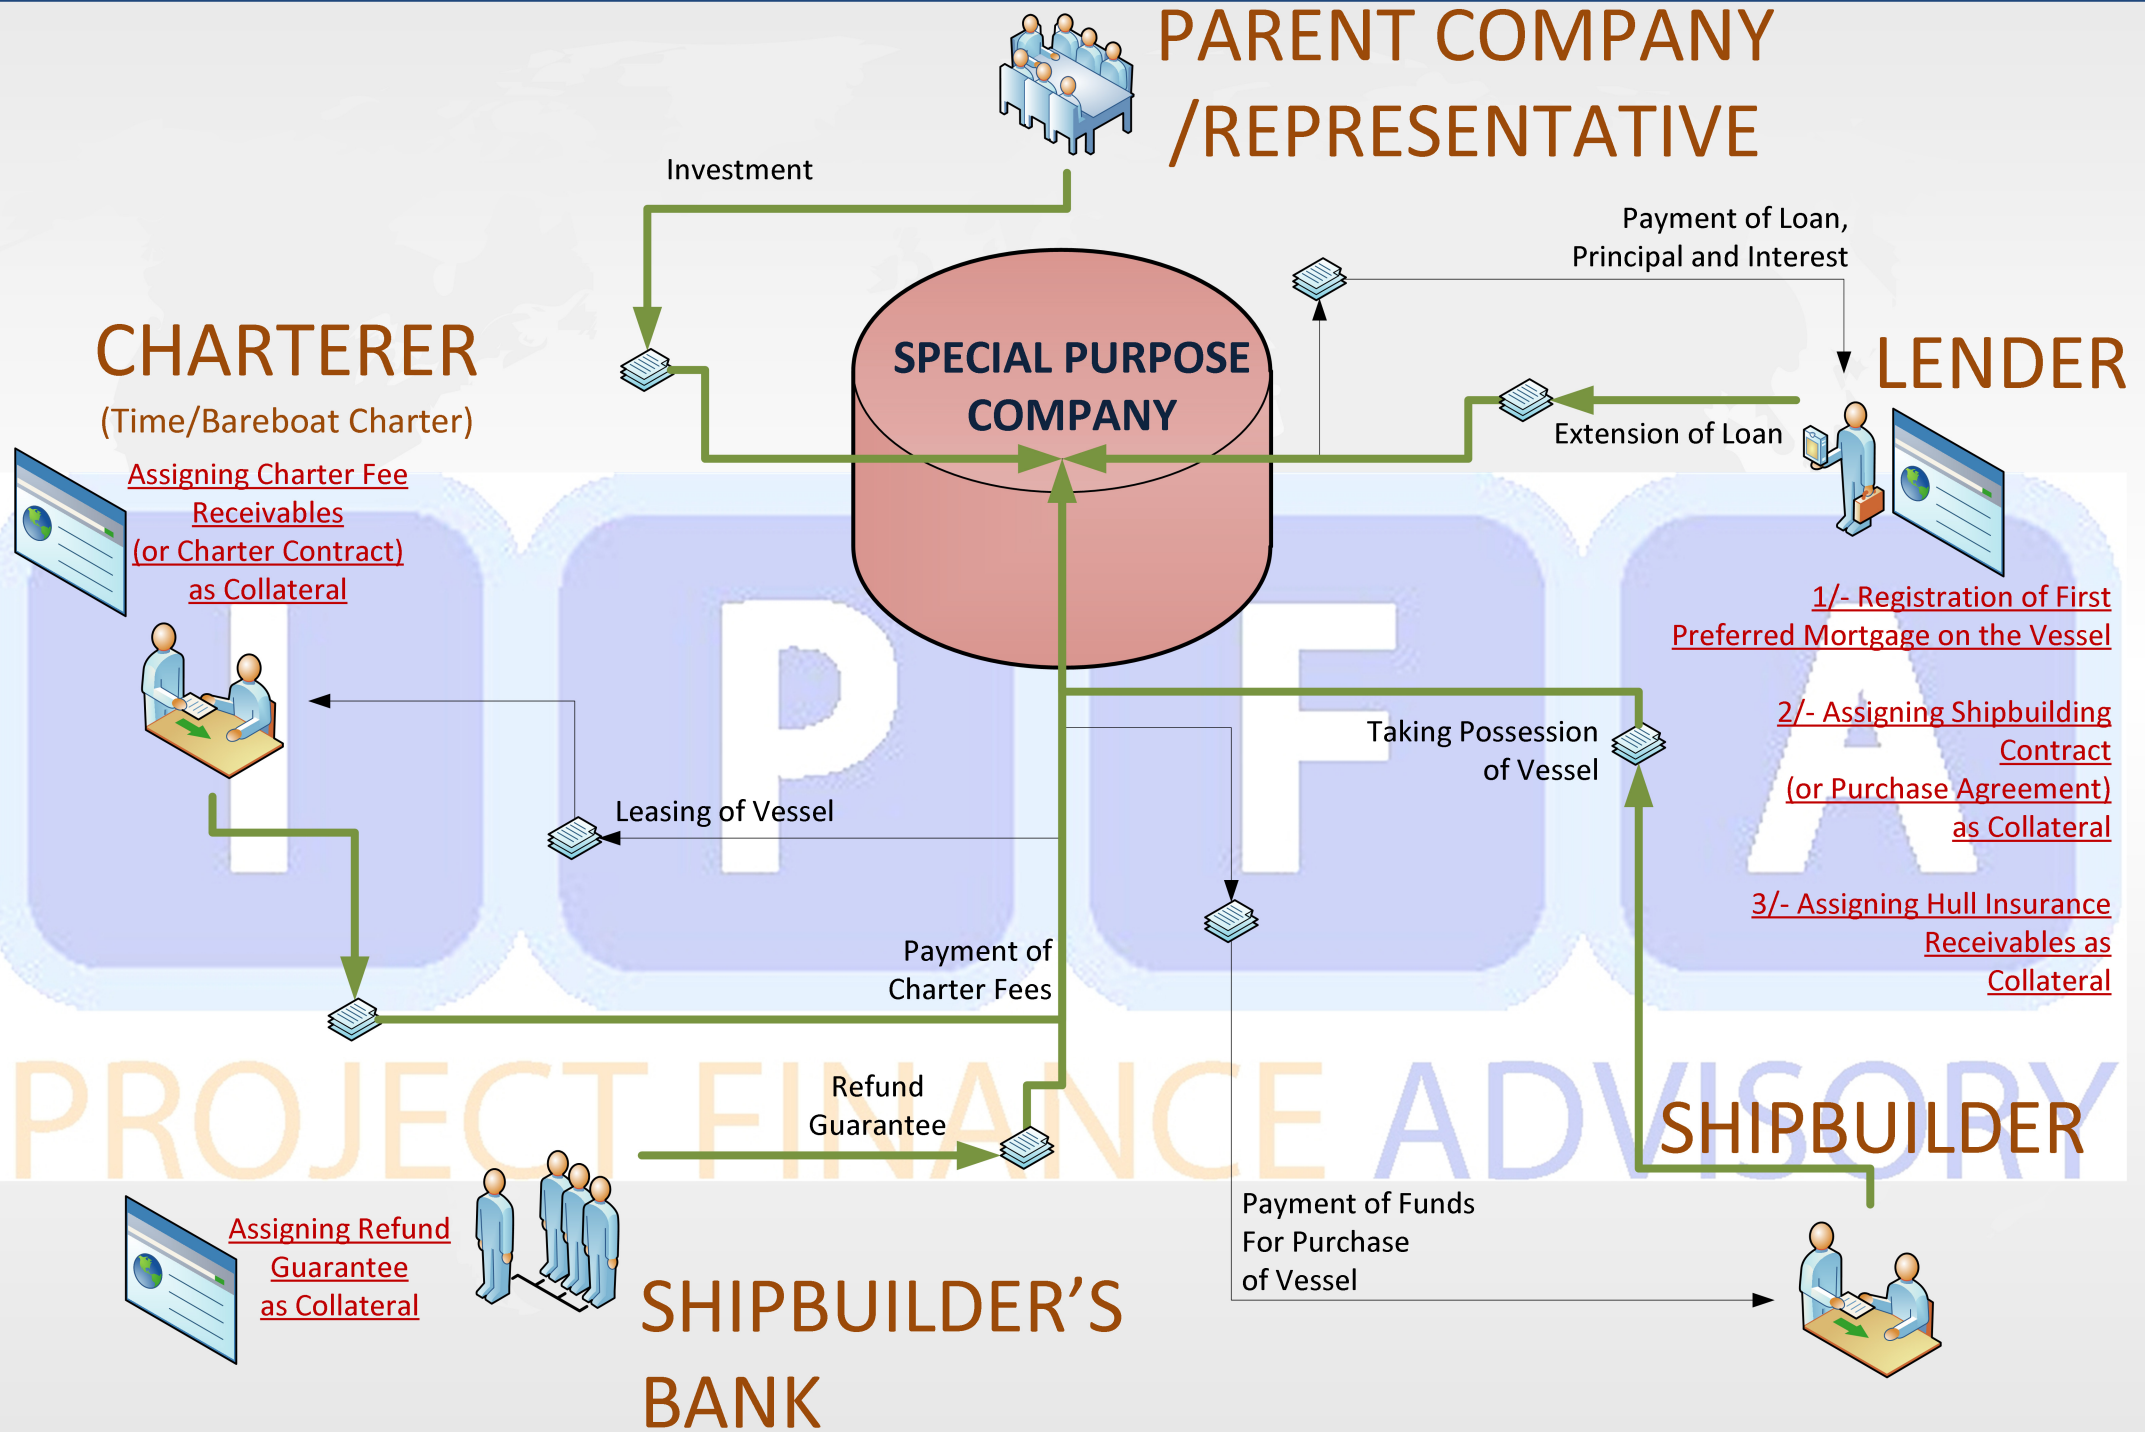 PARENT COMPANY
/REPRESENTATIVE
Investment
Payment of Loan,
Principal and Interest
SPECIAL PURPOSE
COMPANY
CHARTERER
(Time/Bareboat Charter)
Assigning Charter Fee
Receivables
(or Charter Contract)
as Collateral
LENDER
Extension of Loan
1/- Registration of First
Preferred Mortgage on the Vessel
2/- Assigning Shipbuilding
Contract
(or Purchase Agreement)
as Collateral
3/- Assigning Hull Insurance
Receivables as
Collateral
I P F A
Taking Possession
of Vessel
Leasing of Vessel
Payment of
Charter Fees
PROJECT FINANCE ADVISORY
Refund
Guarantee
SHIPBUILDER
Assigning Refund
Guarantee
as Collateral
SHIPBUILDER’S
BANK
Payment of Funds
For Purchase
of Vessel